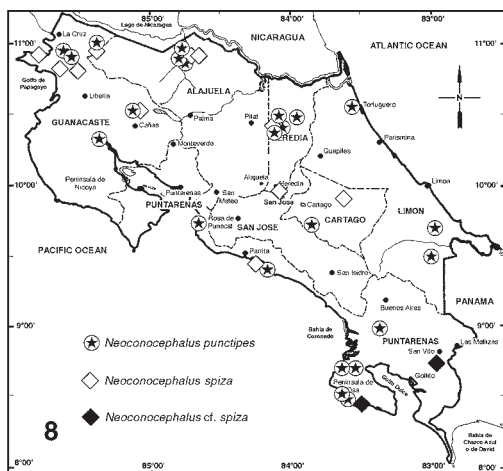 85°00' 84°00' 83°00'
8
La Cruz
Lago de Nicaragua
NICARAGUA
ATLANTIC OCEAN
11°00'
11°00'
N
Golfo de Papagayo
Liberia
ALAJUELA
Tortuguero
GUANACASTE
Cañas
Palma
Pital
HEREDIA
Parismina
Monteverde
Guapiles
Peninsula de Nicoya
Alajuela
Heredia
Limon
10°00'
10°00'
Puntarenas
San Mateo
San Jose
Cartago
PUNTARENAS
CARTAGO
LIMON
PACIFIC OCEAN
SAN JOSE
Parrita
San Isidro
PANAMA
Buenos Aires
9°00'
9°00'
Bahia de Coronado
PUNTARENAS
San Vito
Las Mellizas
Golfito
Golfo Dulce
Peninsula de Osa
Neoconocephalus punctipes
Neoconocephalus spiza
Neoconocephalus cf. spiza
8
Bahia de Charco Azul o de David
8°00'
8°00'
85°00' 84°00' 83°00'